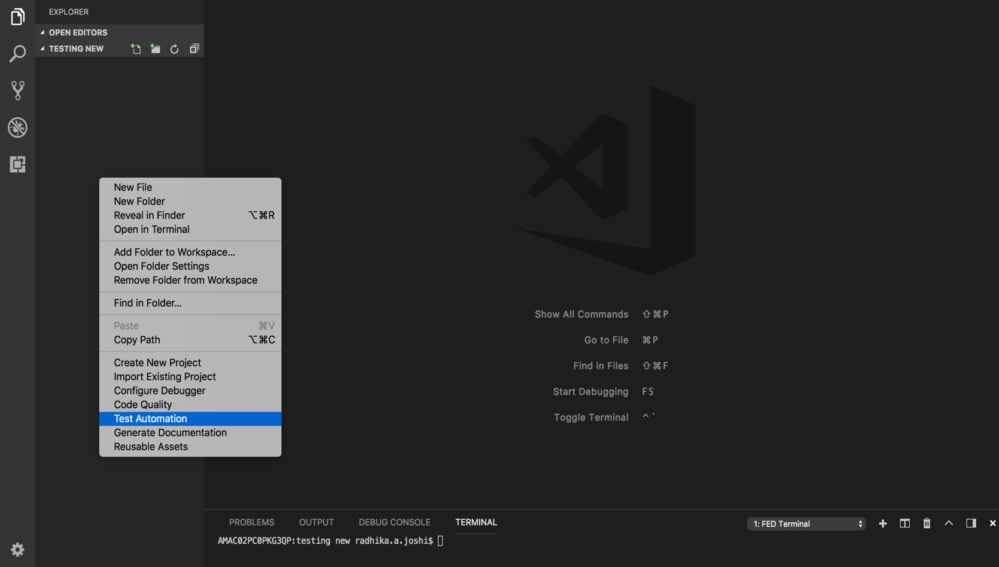 EXPLORER
OPEN EDITORS
TESTING NEW
New File
New Folder
Reveal in Finder ⌥⌘R
Open in Terminal
Add Folder to Workspace...
Open Folder Settings
Remove Folder from Workspace
Find in Folder...
Paste ⌘V
Copy Path ⌥⌘C
Create New Project
Import Existing Project
Configure Debugger
Code Quality
Test Automation
Generate Documentation
Reusable Assets
Show All Commands ⇧⌘P
Go to File ⌘P
Find in Files ⇧⌘F
Start Debugging F5
Toggle Terminal ^`
PROBLEMS OUTPUT DEBUG CONSOLE TERMINAL 1: FED Terminal
AMAC02PC0PKG3QP:testing new radhika.a.joshi$